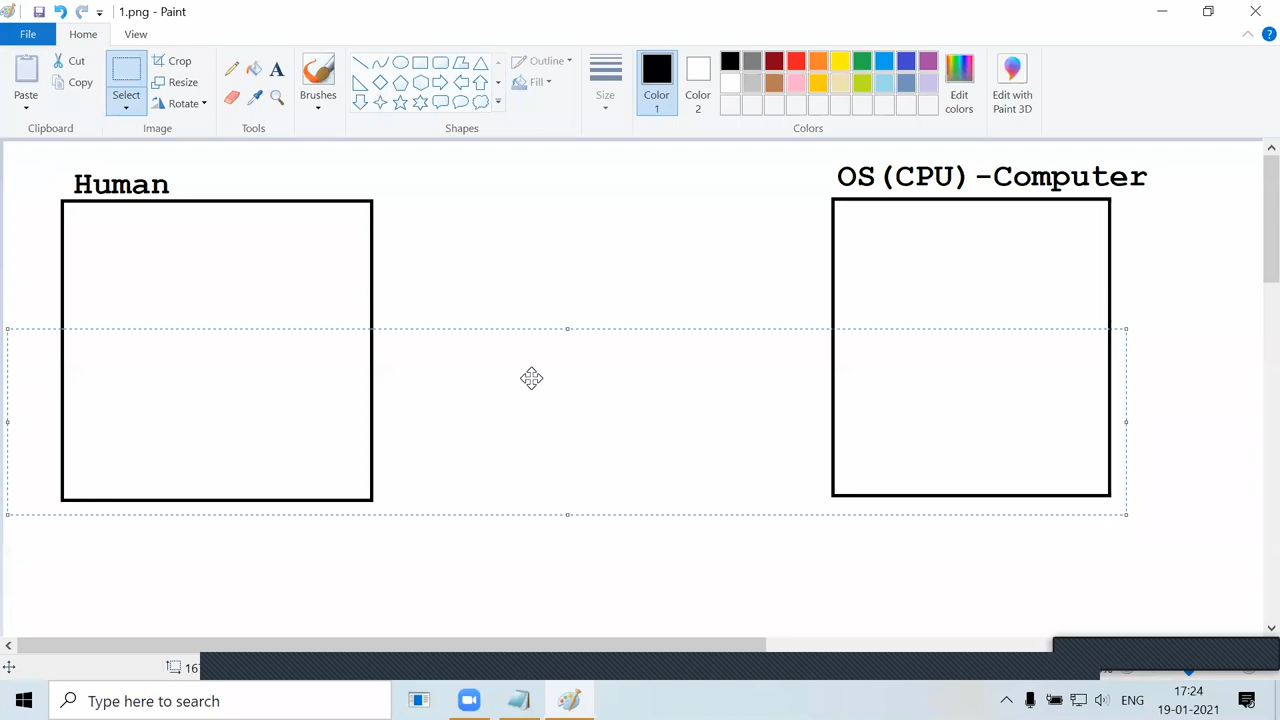 1.png - Paint
File Home View
Paste
Cut
Copy
Clipboard
Select
Crop
Resize
Rotate
Image
Tools
Brushes
Shapes
Outline
Fill
Size
Color 1
Color 2
Colors
Edit colors
Edit with Paint 3D
Human
OS(CPU)-Computer
Type here to search
ENG
17:24
19-01-2021